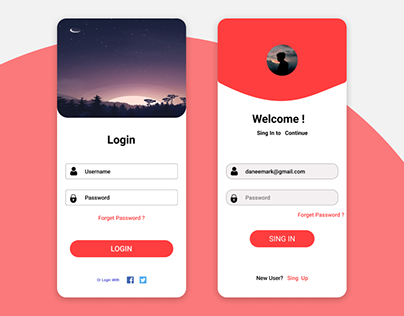 Login
Username
Password
Forget Password ?
LOGIN
Or Login With
Welcome !
Sing In to Continue
daneemark@gmail.com
Password
Forget Password ?
SING IN
New User? Sing Up